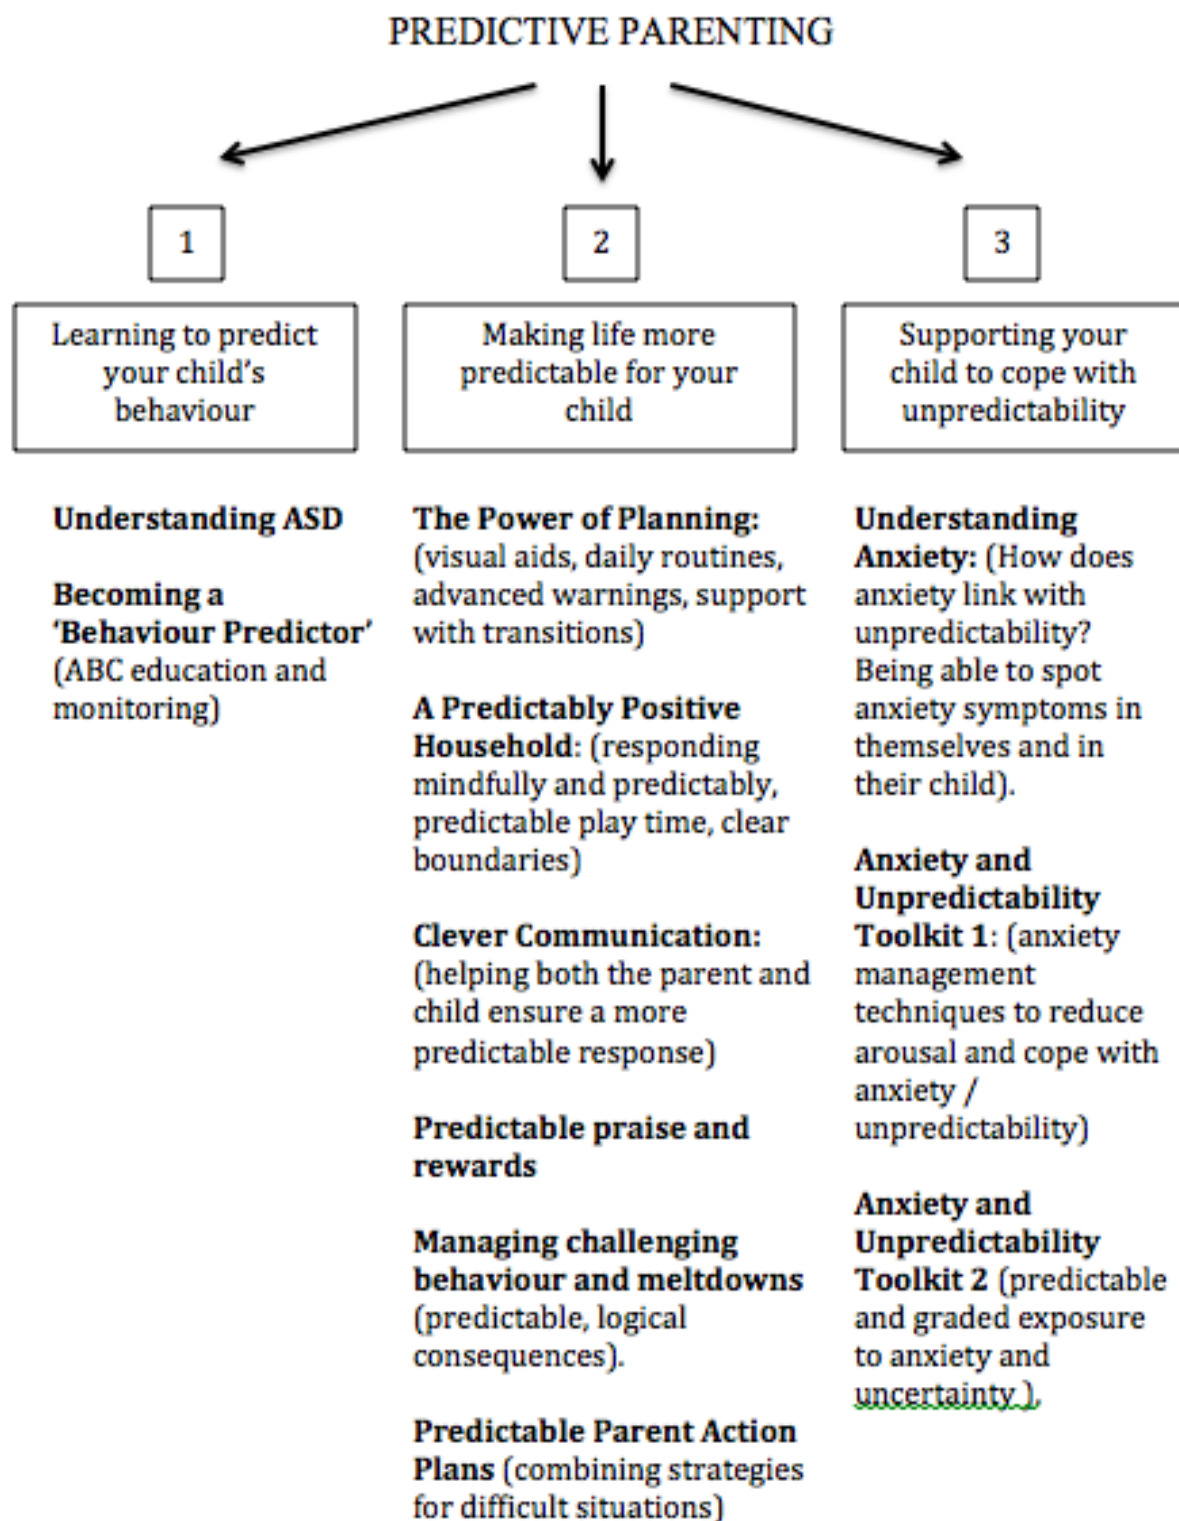 PREDICTIVE PARENTING
1
Learning to predict
your child's
behaviour
Understanding ASD
Becoming a
'Behaviour Predictor'
(ABC education and
monitoring)
2
Making life more
predictable for your
child
The Power of Planning:
(visual aids, daily routines,
advanced warnings, support
with transitions)
A Predictably Positive
Household: (responding
mindfully and predictably,
predictable play time, clear
boundaries)
Clever Communication:
(helping both the parent and
child ensure a more
predictable response)
Predictable praise and
rewards
Managing challenging
behaviour and meltdowns
(predictable, logical
consequences).
Predictable Parent Action
Plans (combining strategies
for difficult situations)
3
Supporting your
child to cope with
unpredictability
Understanding
Anxiety: (How does
anxiety link with
unpredictability?
Being able to spot
anxiety symptoms in
themselves and in
their child).
Anxiety and
Unpredictability
Toolkit 1: (anxiety
management
techniques to reduce
arousal and cope with
anxiety /
unpredictability)
Anxiety and
Unpredictability
Toolkit 2 (predictable
and graded exposure
to anxiety and
uncertainty ).